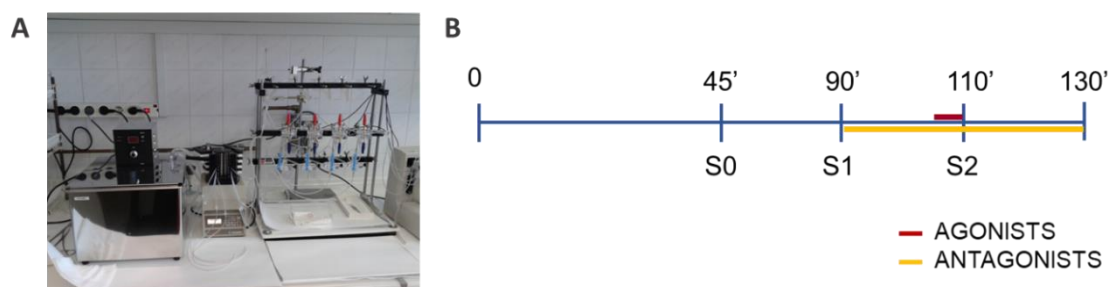 A
B
0 45’ 90’ 110’ 130’
S0 S1 S2
AGONISTS
ANTAGONISTS